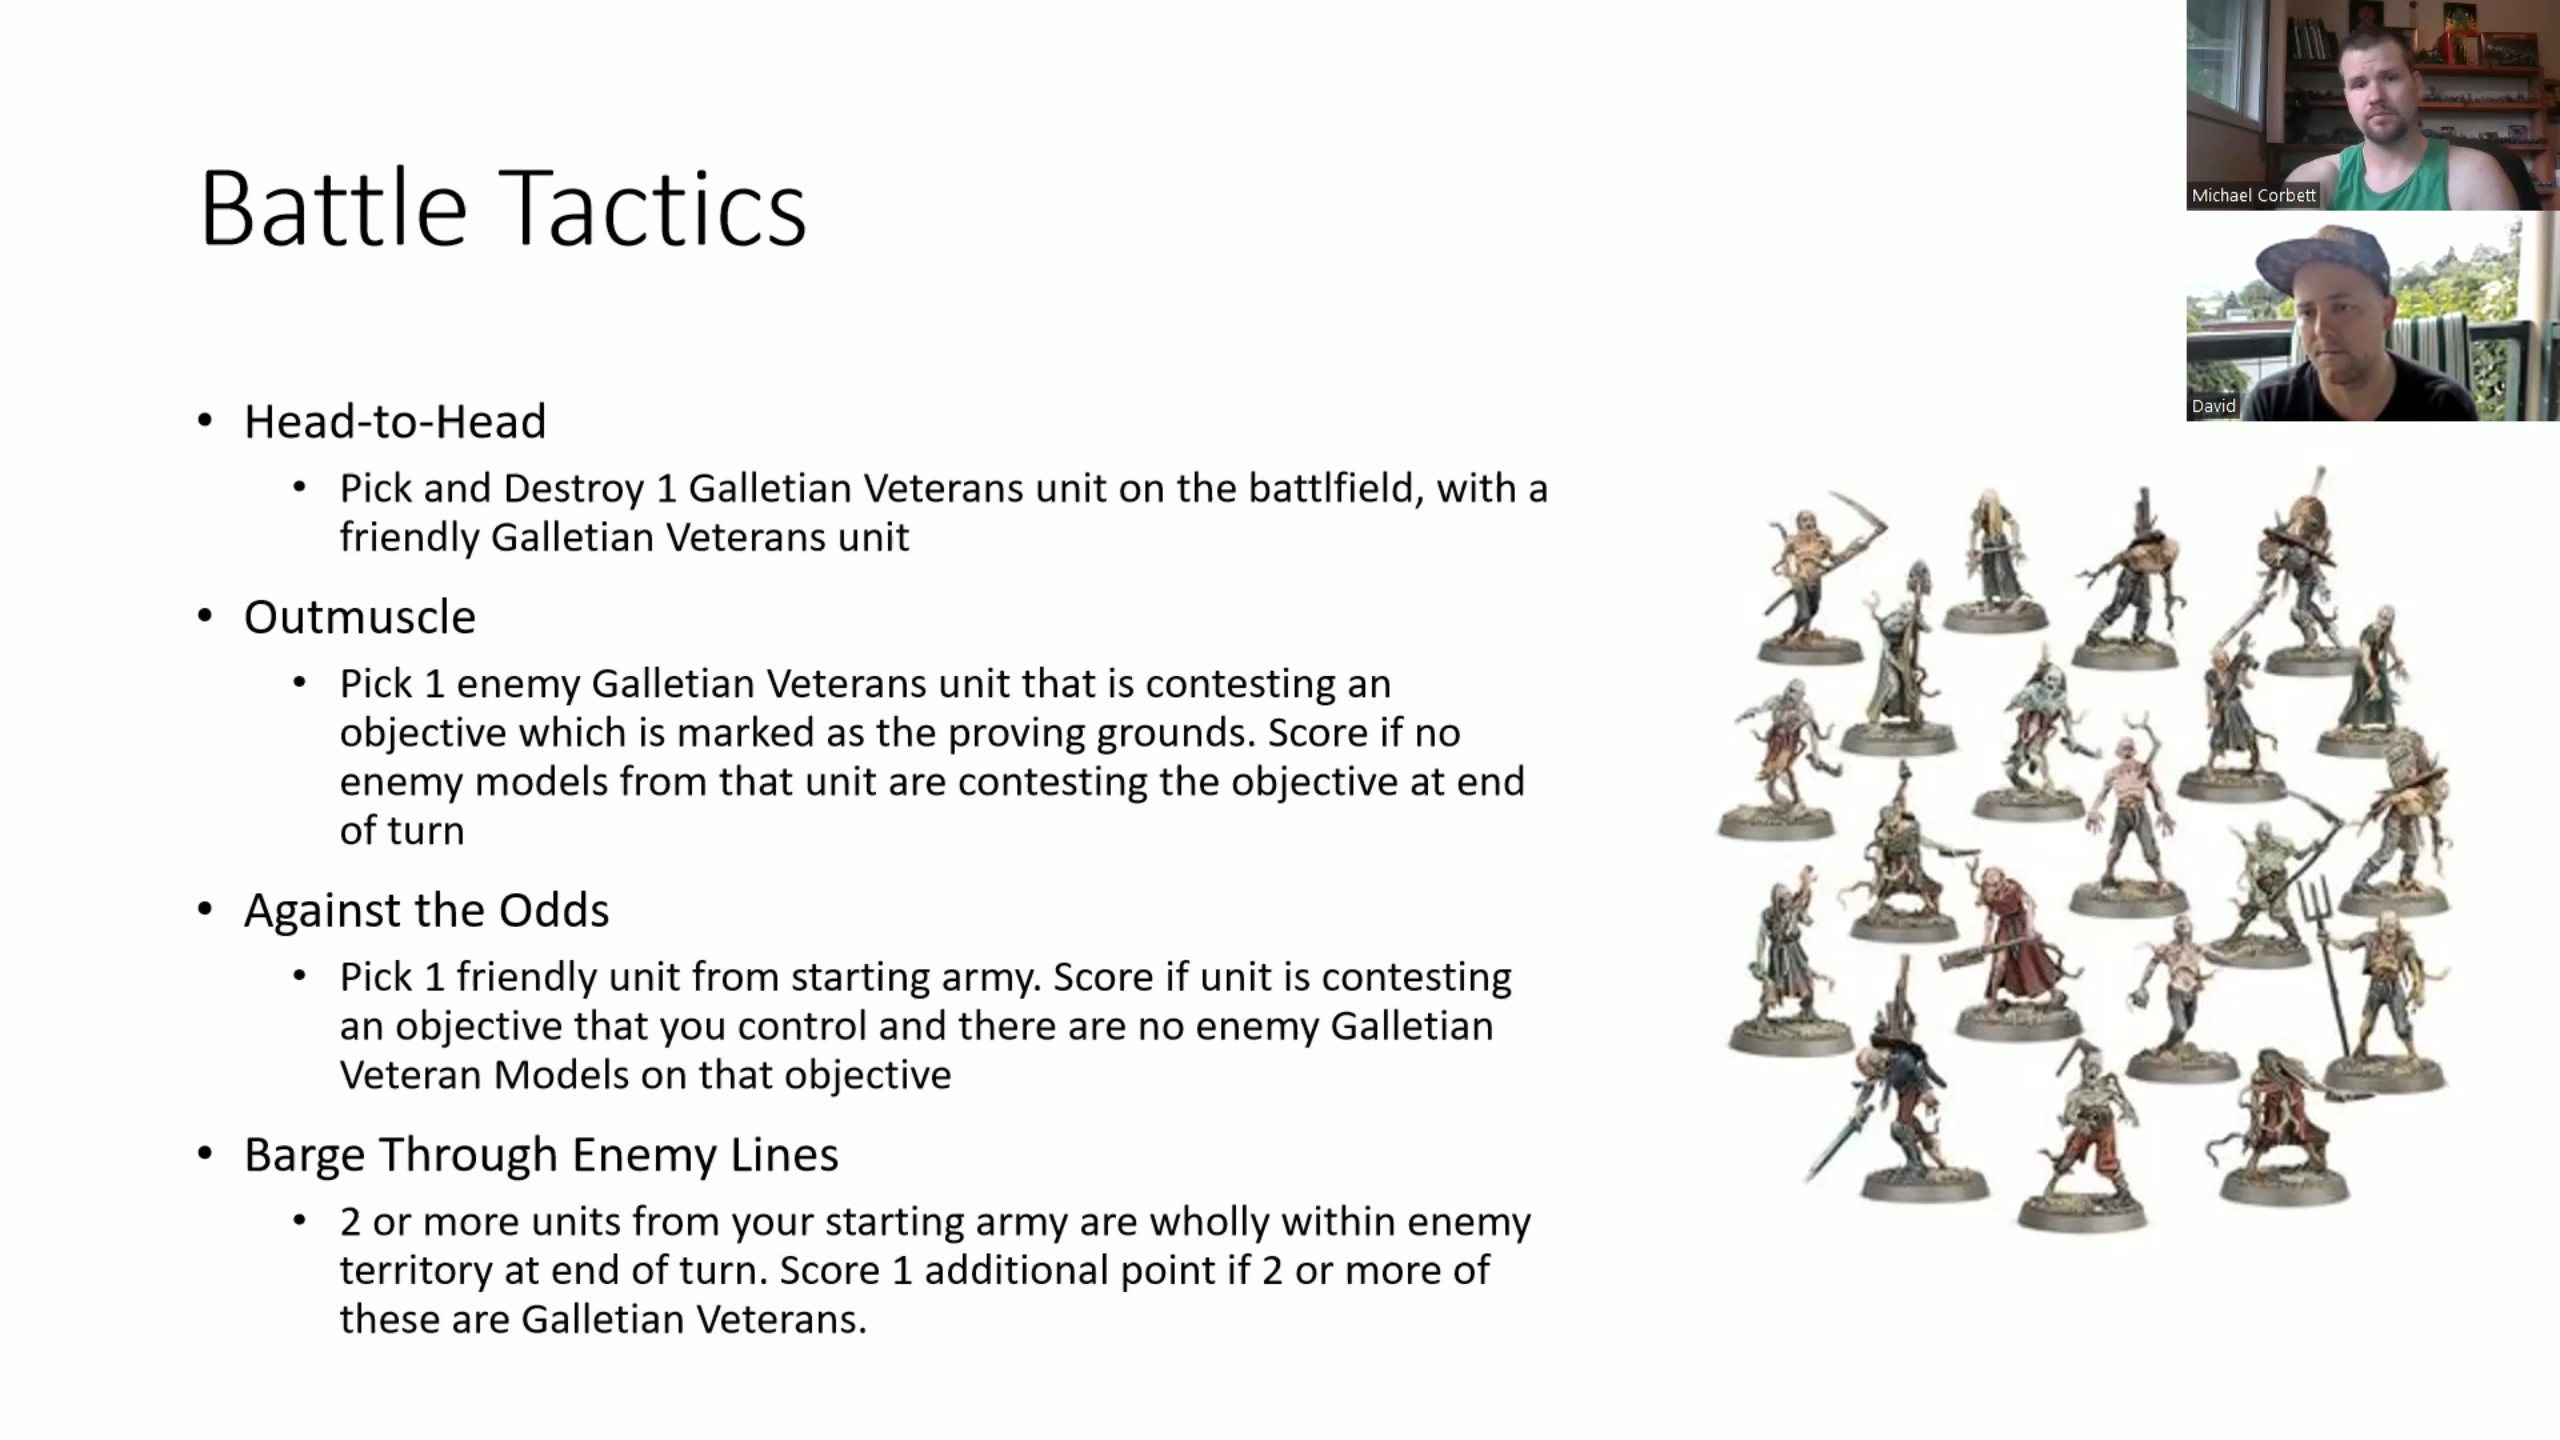 Battle Tactics
Michael Corbett
David
• Head-to-Head
• Pick and Destroy 1 Galletian Veterans unit on the battlfield, with a
friendly Galletian Veterans unit
• Outmuscle
• Pick 1 enemy Galletian Veterans unit that is contesting an
objective which is marked as the proving grounds. Score if no
enemy models from that unit are contesting the objective at end
of turn
• Against the Odds
• Pick 1 friendly unit from starting army. Score if unit is contesting
an objective that you control and there are no enemy Galletian
Veteran Models on that objective
• Barge Through Enemy Lines
• 2 or more units from your starting army are wholly within enemy
territory at end of turn. Score 1 additional point if 2 or more of
these are Galletian Veterans.